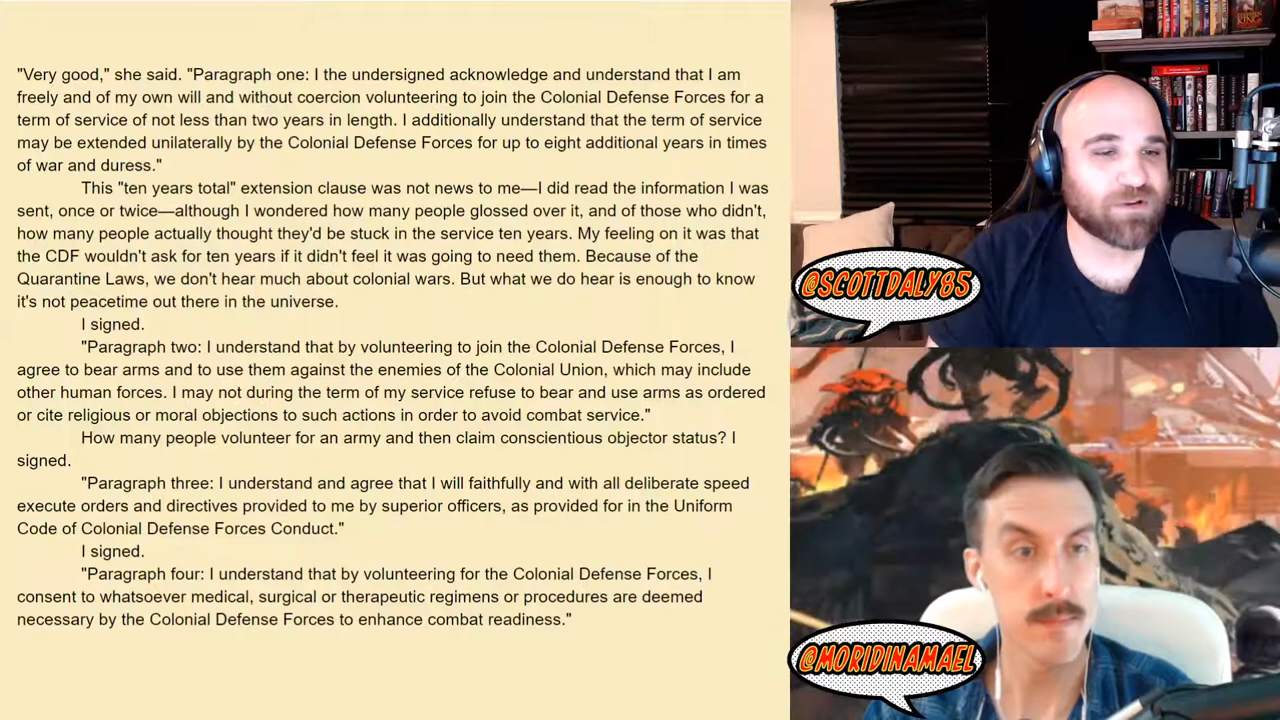 "Very good," she said. "Paragraph one: I the undersigned acknowledge and understand that I am
freely and of my own will and without coercion volunteering to join the Colonial Defense Forces for a
term of service of not less than two years in length. I additionally understand that the term of service
may be extended unilaterally by the Colonial Defense Forces for up to eight additional years in times
of war and duress."
This "ten years total" extension clause was not news to me—I did read the information I was
sent, once or twice—although I wondered how many people glossed over it, and of those who didn't,
how many people actually thought they'd be stuck in the service ten years. My feeling on it was that
the CDF wouldn't ask for ten years if it didn't feel it was going to need them. Because of the
Quarantine Laws, we don't hear much about colonial wars. But what we do hear is enough to know
it's not peacetime out there in the universe.
I signed.
"Paragraph two: I understand that by volunteering to join the Colonial Defense Forces, I
agree to bear arms and to use them against the enemies of the Colonial Union, which may include
other human forces. I may not during the term of my service refuse to bear and use arms as ordered
or cite religious or moral objections to such actions in order to avoid combat service."
How many people volunteer for an army and then claim conscientious objector status? I
signed.
"Paragraph three: I understand and agree that I will faithfully and with all deliberate speed
execute orders and directives provided to me by superior officers, as provided for in the Uniform
Code of Colonial Defense Forces Conduct."
I signed.
"Paragraph four: I understand that by volunteering for the Colonial Defense Forces, I
consent to whatsoever medical, surgical or therapeutic regimens or procedures are deemed
necessary by the Colonial Defense Forces to enhance combat readiness."
@SCOTTDALY85
@MORIDINAMAEL
KING